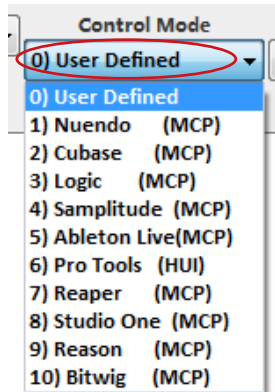 Control Mode
0) User Defined
0) User Defined
1) Nuendo (MCP)
2) Cubase (MCP)
3) Logic (MCP)
4) Samplitude (MCP)
5) Ableton Live(MCP)
6) Pro Tools (HUI)
7) Reaper (MCP)
8) Studio One (MCP)
9) Reason (MCP)
10) Bitwig (MCP)